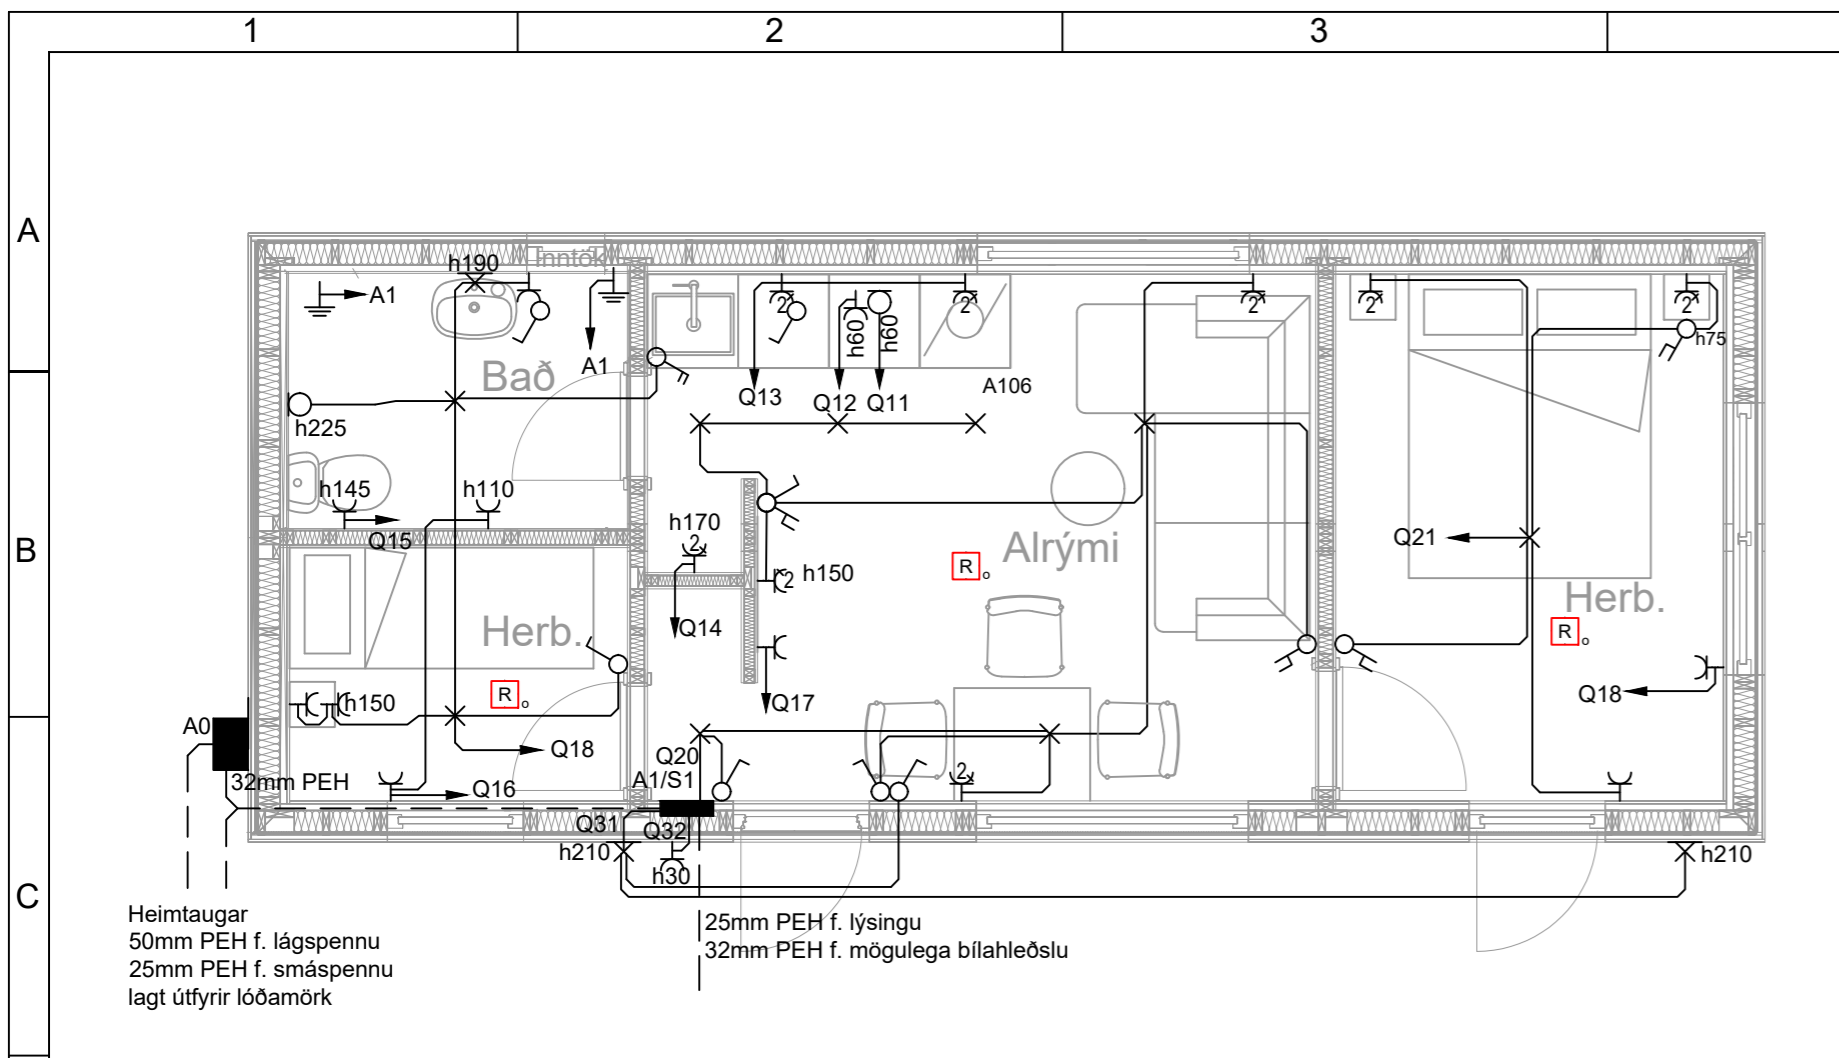 1
2
3
A
B
C
h190
Inntök
A1
A1
Bað
h225
h145
h110
Q15
2
2
h60
h60
Q13
Q12
Q11
A106
2
2
2
h75
h170
2
2
h150
Alrými
R
o
Q21
Herb.
R
o
Herb.
Q14
Q17
R
o
h150
Q18
Q18
A0
32mm PEH
Q16
Q20
A1/S1
2
Q31
Q32
h210
h30
h210
Heimtaugar
50mm PEH f. lágspennu
25mm PEH f. smáspennu
lagt útfyrir lóðamörk
25mm PEH f. lýsingu
32mm PEH f. mögulega bílahleðslu